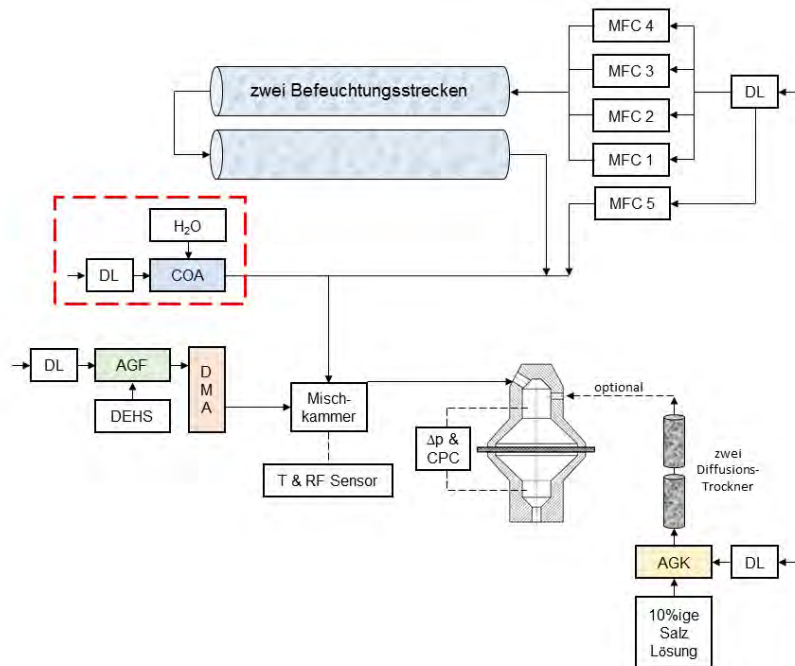 MFC 4
MFC 3
zwei Befeuchtungsstrecken
DL
MFC 2
MFC 1
MFC 5
H₂O
DL
COA
DL
AGF
D
M
A
DEHS
Misch-
kammer
T & RF Sensor
Δp &
CPC
optional
zwei
Diffusions-
Trockner
AGK
DL
10%ige
Salz
Lösung